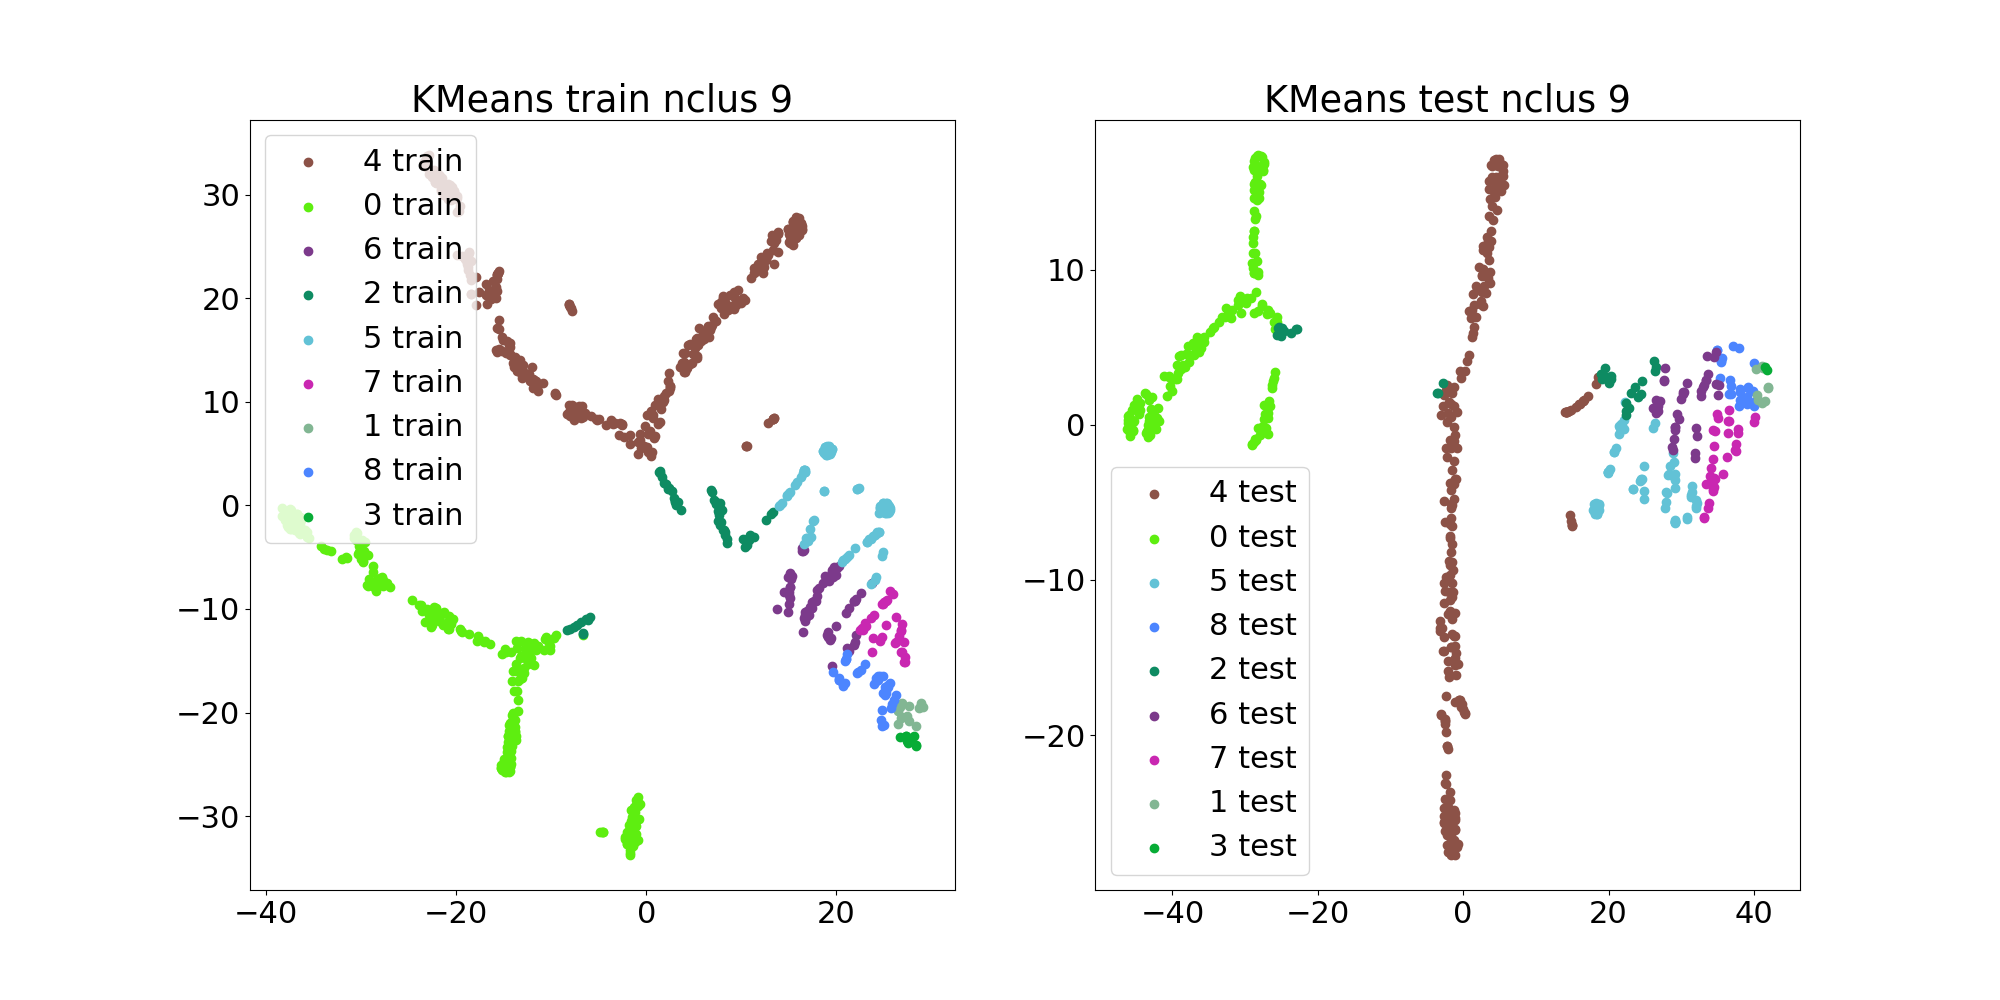 KMeans train nclus 9
4 train
0 train
6 train
2 train
5 train
7 train
1 train
8 train
3 train
30
20
10
0
−10
−20
−30
−40
−20
0
20
KMeans test nclus 9
10
0
−10
−20
4 test
0 test
5 test
8 test
2 test
6 test
7 test
1 test
3 test
−40
−20
0
20
40